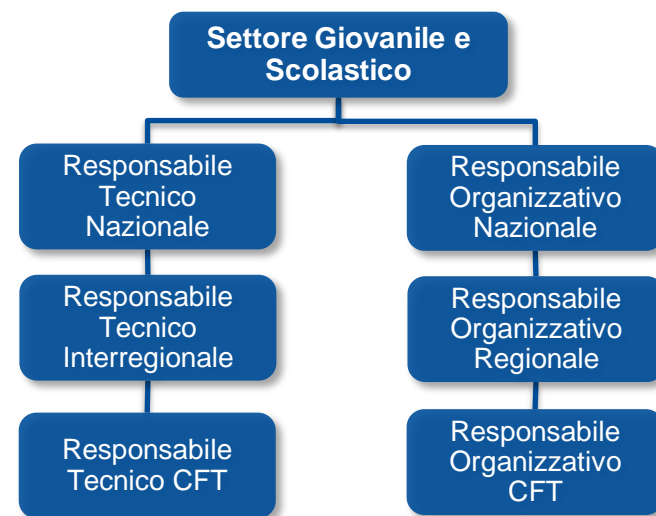 Settore Giovanile e
Scolastico
Responsabile
Tecnico
Nazionale
Responsabile
Organizzativo
Nazionale
Responsabile
Tecnico
Interregionale
Responsabile
Organizzativo
Regionale
Responsabile
Tecnico CFT
Responsabile
Organizzativo
CFT